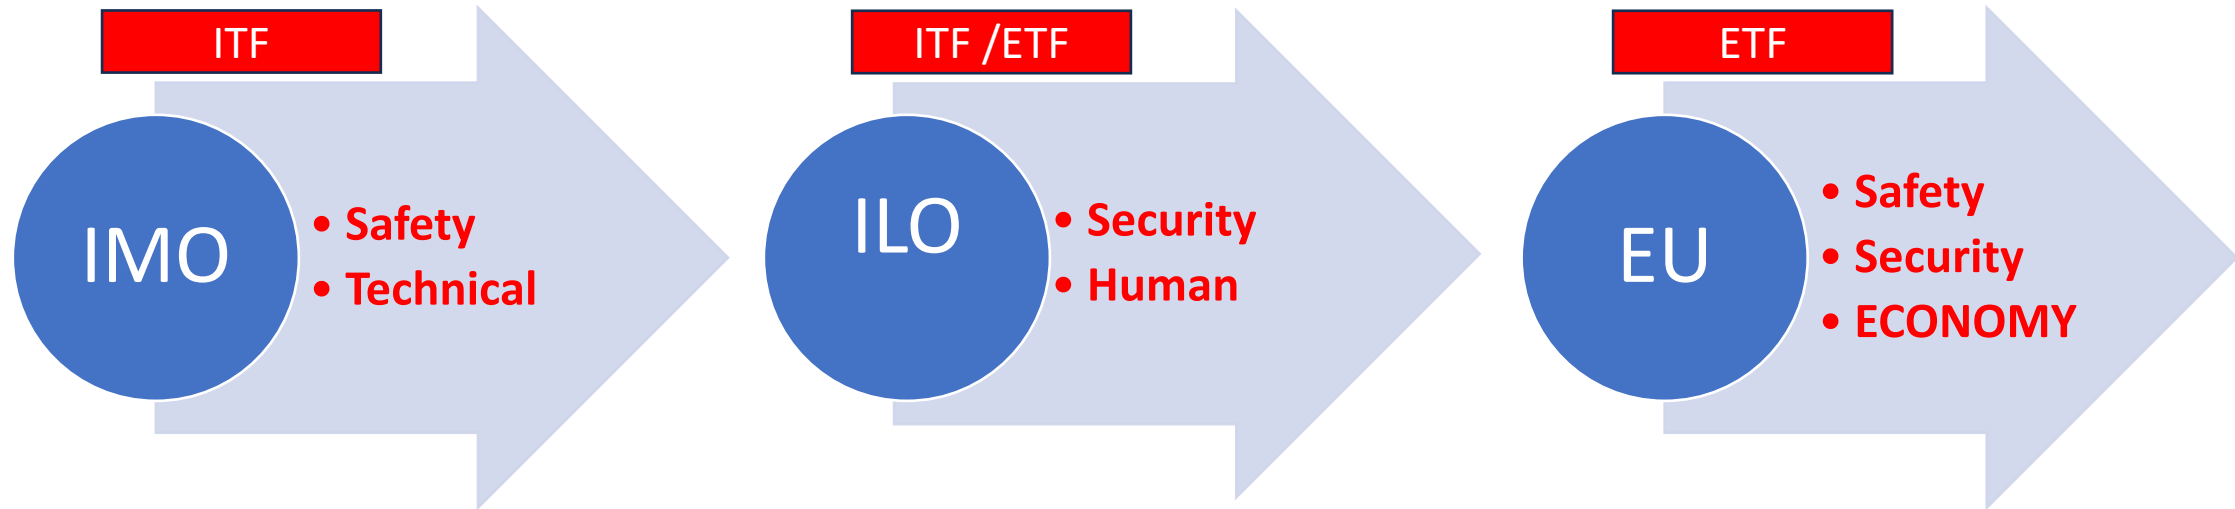 ITF
IMO
• Safety
• Technical
ITF /ETF
ILO
• Security
• Human
ETF
EU
• Safety
• Security
• ECONOMY